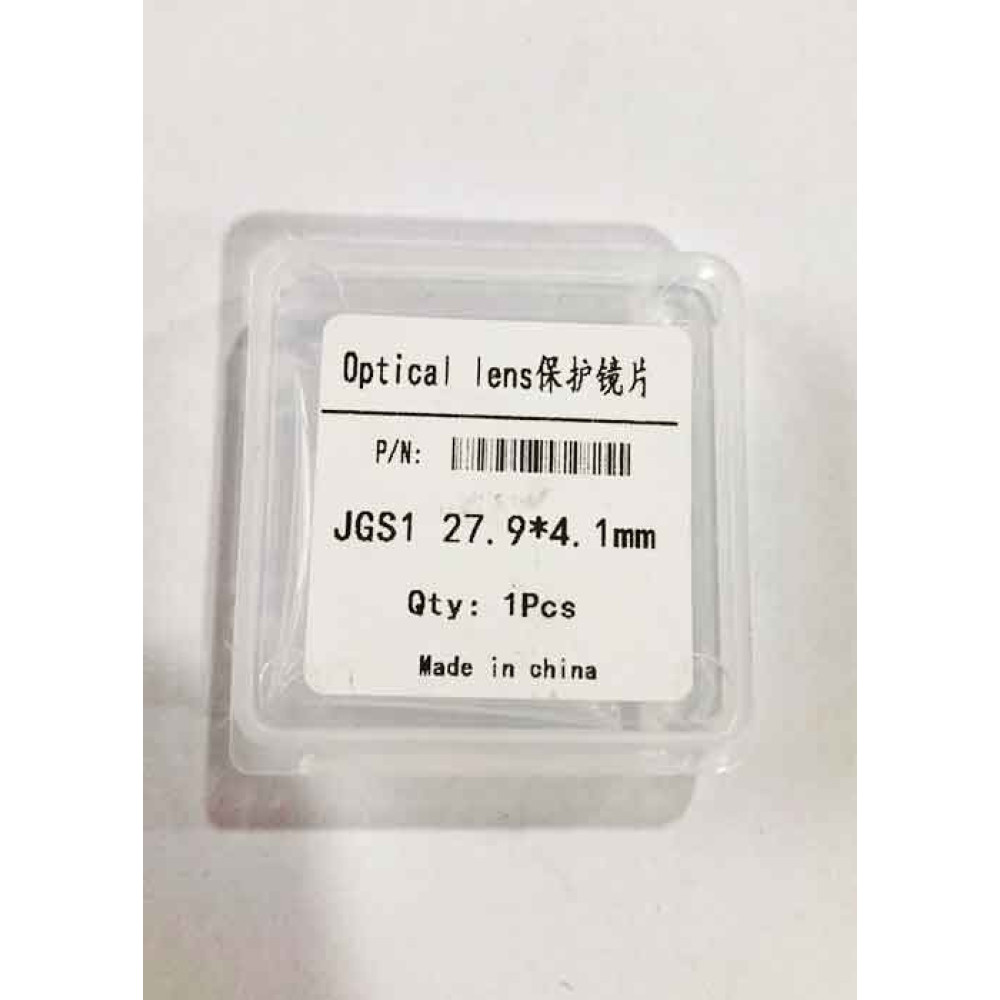 Optical lens保护镜片
P/N:
JGS1 27.9*4.1mm
Qty: 1Pcs
Made in china